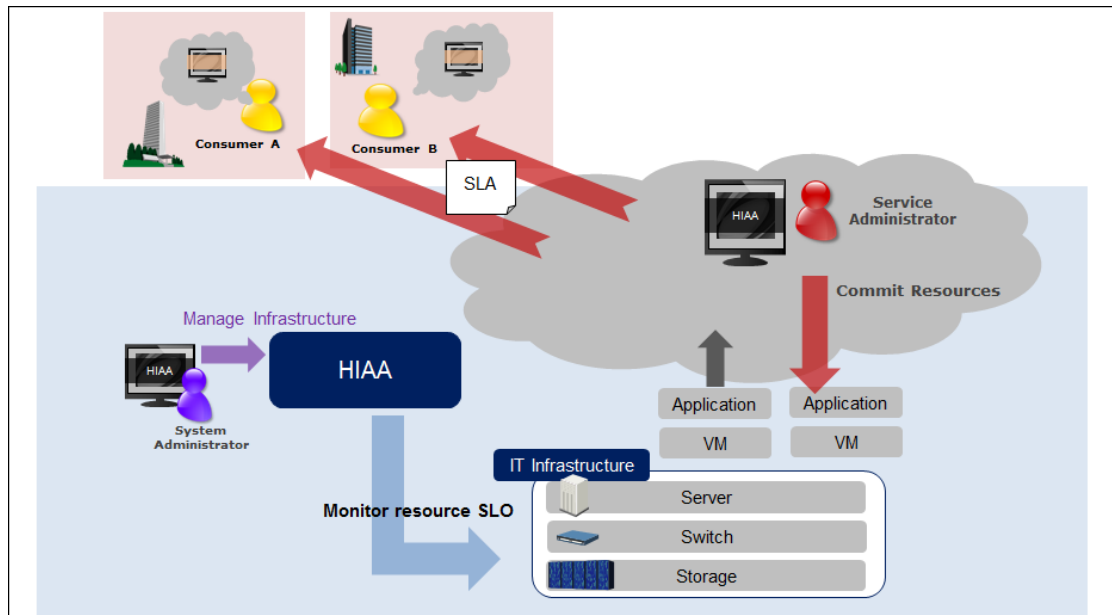 Consumer A
Consumer B
SLA
HIAA
Service
Administrator
Commit Resources
Manage Infrastructure
HIAA
System
Administrator
HIAA
Application
VM
Application
VM
IT Infrastructure
Server
Switch
Storage
Monitor resource SLO